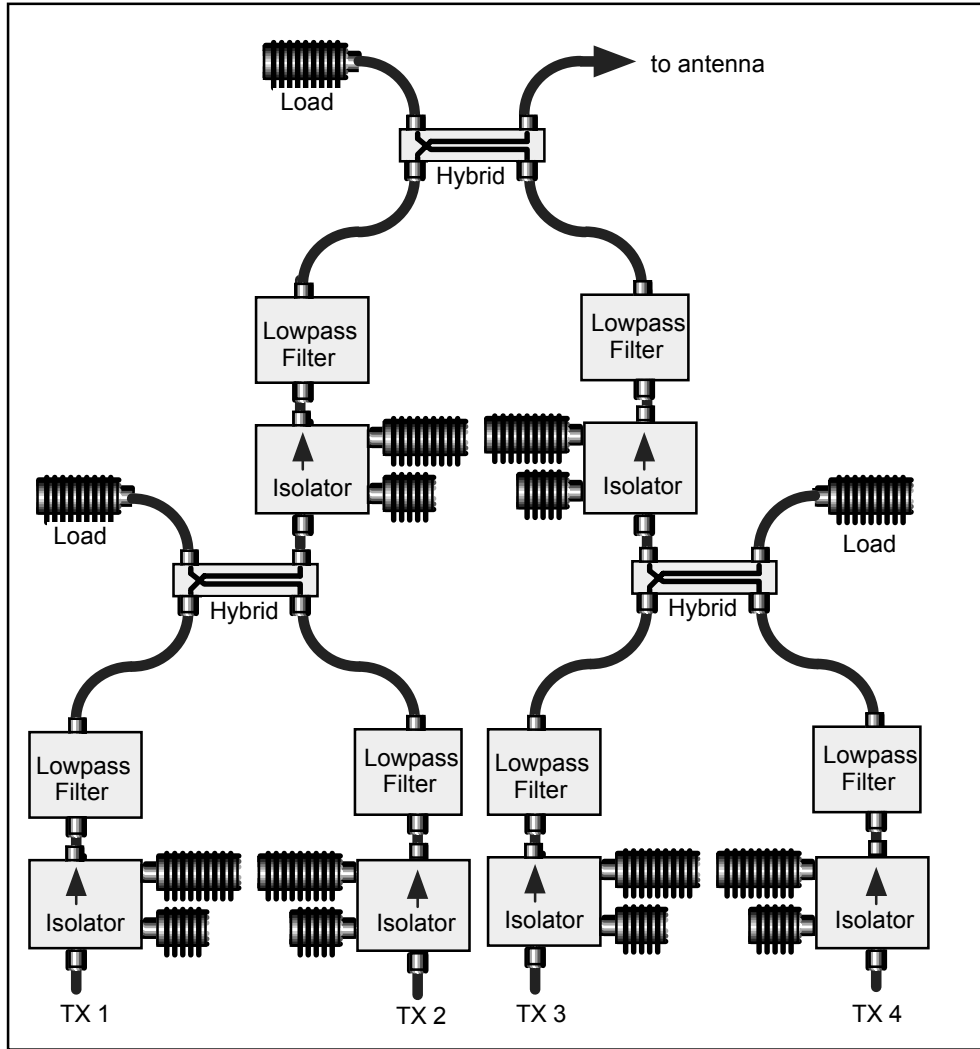 to antenna
Load
Hybrid
Lowpass
Filter
Lowpass
Filter
Isolator
Isolator
Load
Load
Hybrid
Hybrid
Lowpass
Filter
Lowpass
Filter
Lowpass
Filter
Lowpass
Filter
Isolator
Isolator
Isolator
Isolator
TX 1
TX 2
TX 3
TX 4